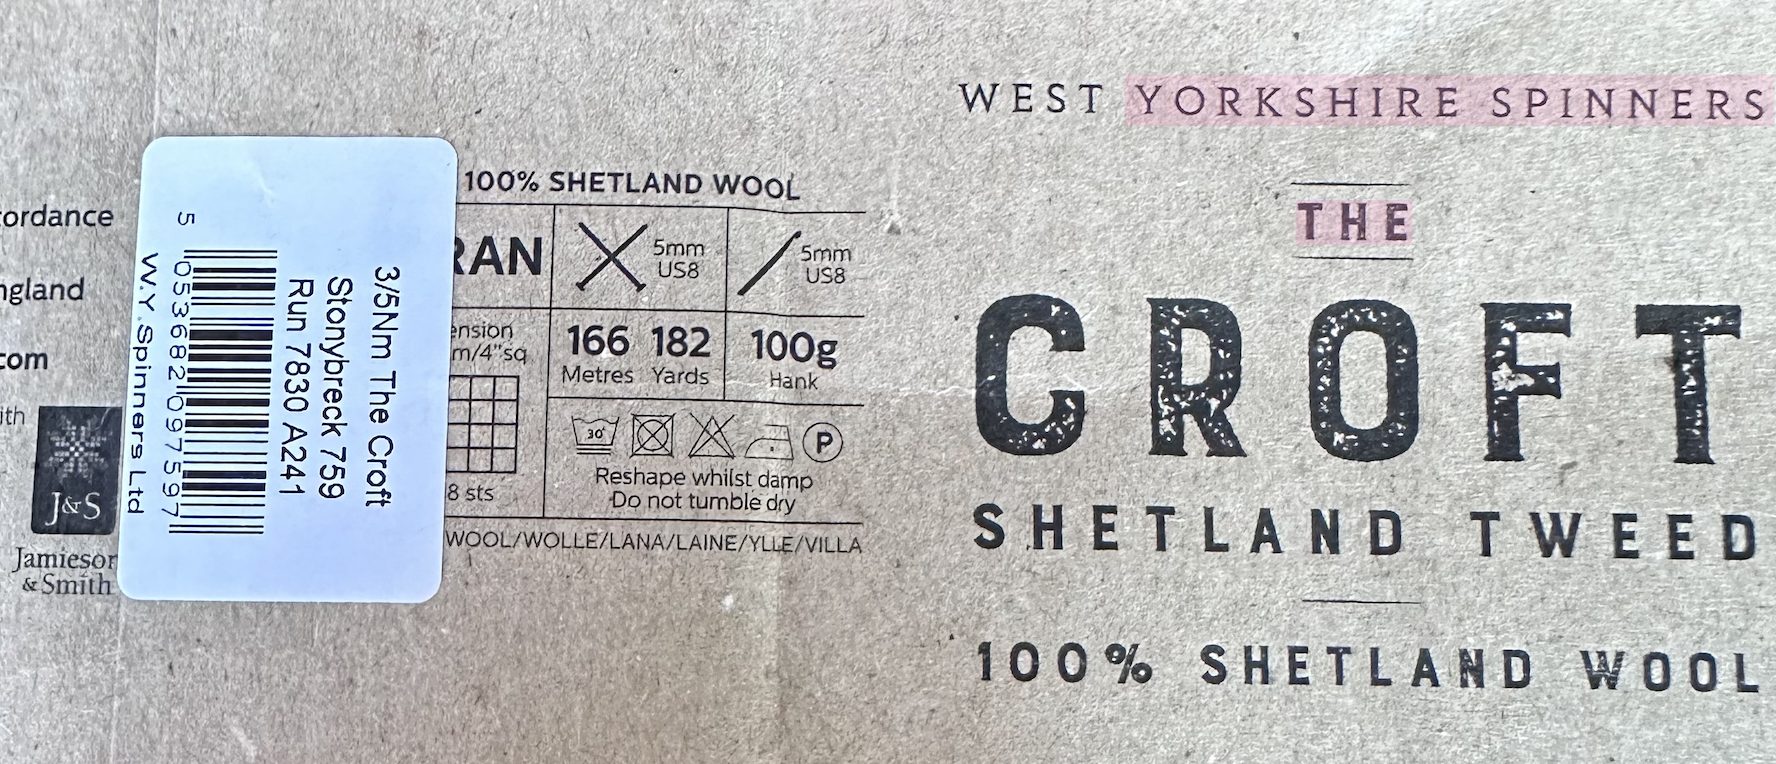 WEST YORKSHIRE SPINNERS
THE
CROFT
SHETLAND TWEED
100% SHETLAND WOOL
100% SHETLAND WOOL
RAN
5mm
US8
5mm
US8
ension
m/4"sq
166 182
Metres Yards
100g
Hank
30°
P
8 sts
Reshape whilst damp
Do not tumble dry
WOOL/WOLLE/LANA/LAINE/YLLE/VILLA
3/5Nm The Croft
Stonybreck 759
Run 7830 A241
5 053682 097597
W.Y.Spinners Ltd
ordance
ngland
com
ith
J&S
Jamieson
& Smith